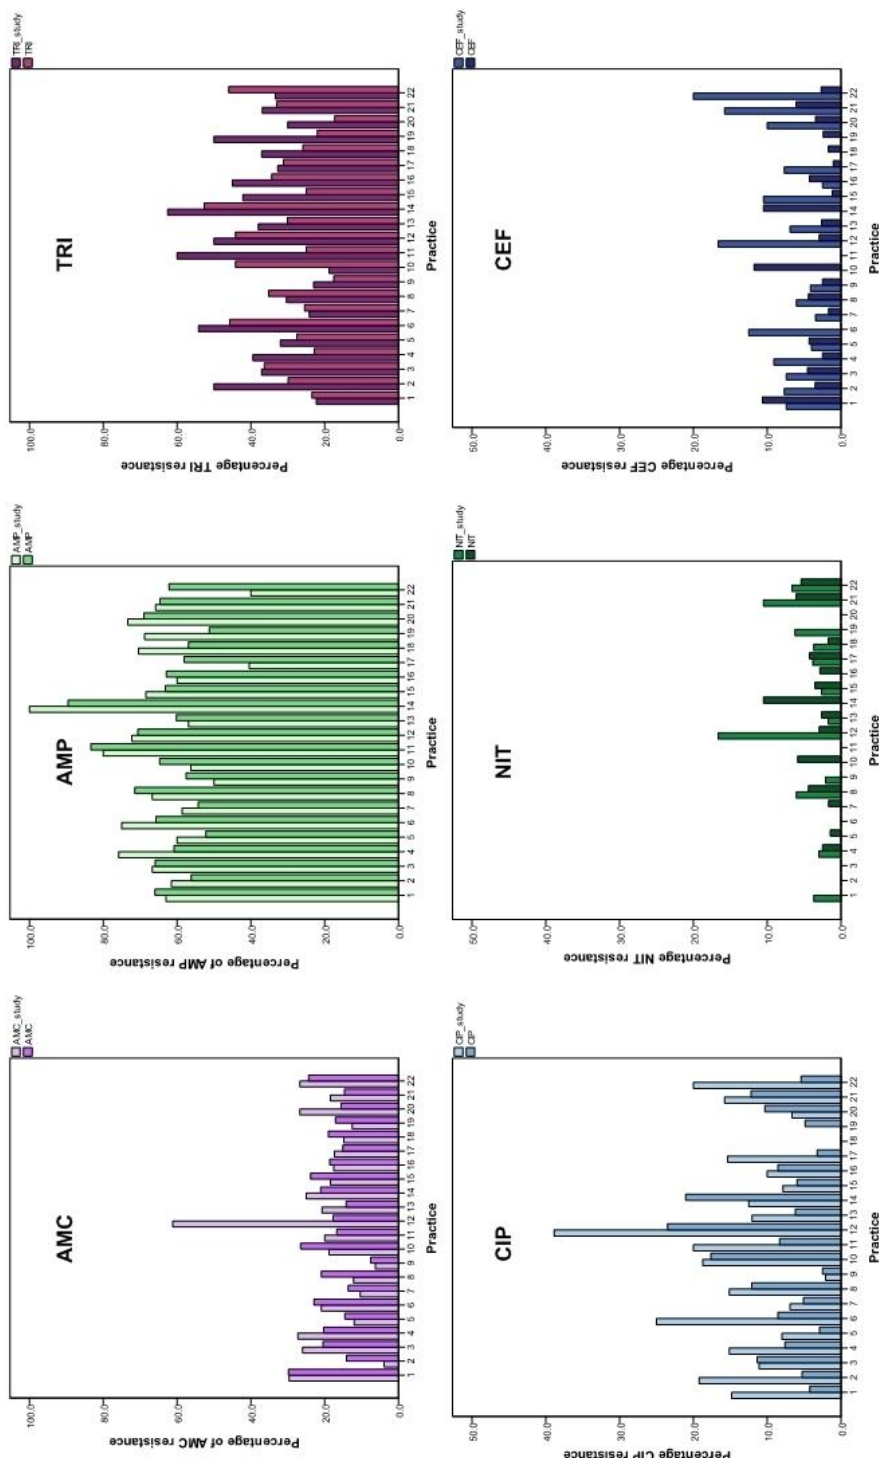 AMC
AMC_study
AMC
Percentage of AMC resistance
100.0
80.0
60.0
40.0
20.0
0.0
1 2 3 4 5 6 7 8 9 10 11 12 13 14 15 16 17 18 19 20 21 22
Practice
AMP
AMP_study
AMP
Percentage of AMP resistance
100.0
80.0
60.0
40.0
20.0
0.0
1 2 3 4 5 6 7 8 9 10 11 12 13 14 15 16 17 18 19 20 21 22
Practice
TRI
TRI_study
TRI
Percentage TRI resistance
100.0
80.0
60.0
40.0
20.0
0.0
1 2 3 4 5 6 7 8 9 10 11 12 13 14 15 16 17 18 19 20 21 22
Practice
CIP
CIP_study
CIP
Percentage CIP resistance
50.0
40.0
30.0
20.0
10.0
0.0
1 2 3 4 5 6 7 8 9 10 11 12 13 14 15 16 17 18 19 20 21 22
Practice
NIT
NIT_study
NIT
Percentage NIT resistance
50.0
40.0
30.0
20.0
10.0
0.0
1 2 3 4 5 6 7 8 9 10 11 12 13 14 15 16 17 18 19 20 21 22
Practice
CEF
CEF_study
CEF
Percentage CEF resistance
50.0
40.0
30.0
20.0
10.0
0.0
1 2 3 4 5 6 7 8 9 10 11 12 13 14 15 16 17 18 19 20 21 22
Practice